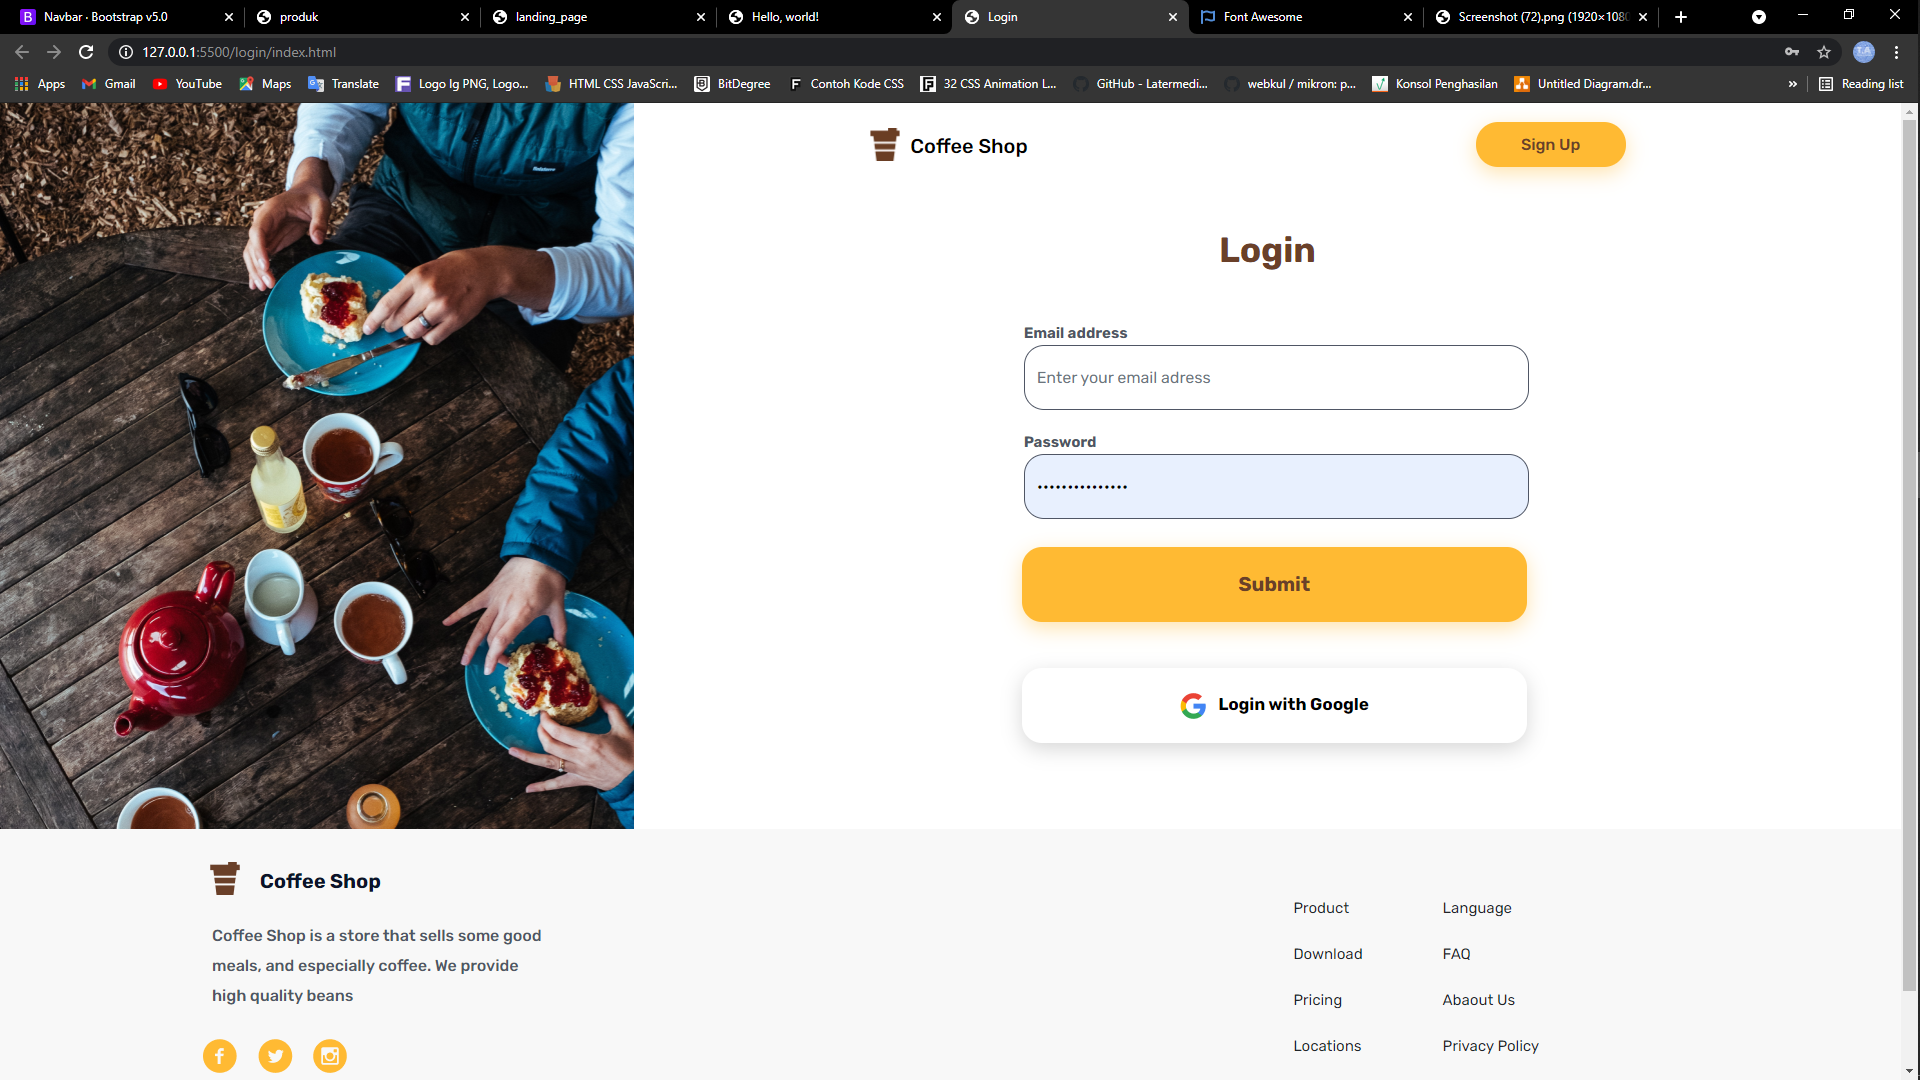 Navbar · Bootstrap v5.0
produk
landing_page
Hello, world!
Login
Font Awesome
Screenshot (72).png (1920×108
127.0.0.1:5500/login/index.html
Apps
Gmail
YouTube
Maps
Translate
Logo Ig PNG, Logo...
HTML CSS JavaScri...
BitDegree
Contoh Kode CSS
32 CSS Animation L...
GitHub - Latermedi...
webkul / mikron: p...
Konsol Penghasilan
Untitled Diagram.dr...
»
Reading list
Coffee Shop
Sign Up
Login
Email address
Enter your email adress
Password
•••••••••••••••
Submit
Login with Google
Coffee Shop
Coffee Shop is a store that sells some good
meals, and especially coffee. We provide
high quality beans
Product
Language
Download
FAQ
Pricing
Abaout Us
Locations
Privacy Policy